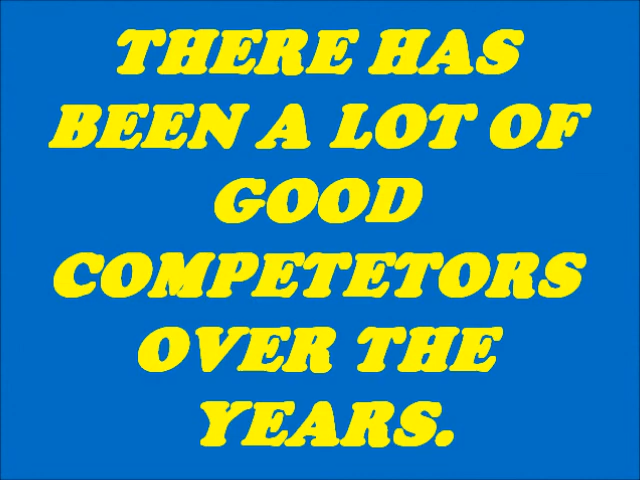 THERE HAS
BEEN A LOT OF
GOOD
COMPETETORS
OVER THE
YEARS.